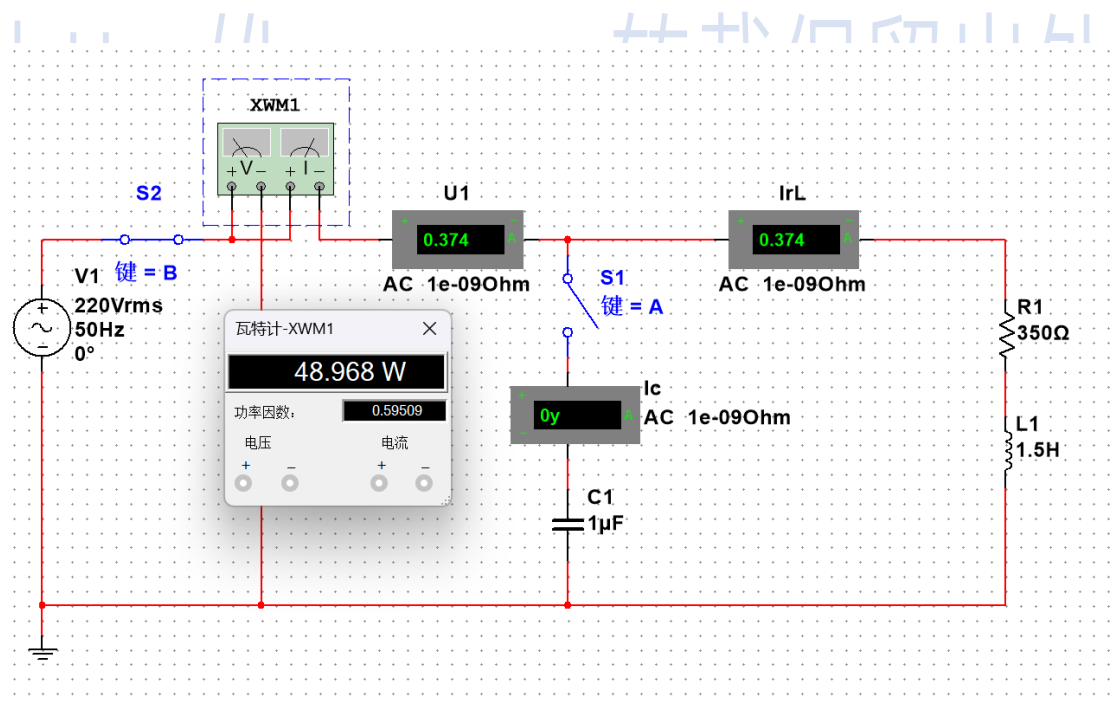 XWM1
V I
+ − + −
S2
键 = B
U1
0.374 A
AC 1e-09Ohm
IrL
0.374 A
AC 1e-09Ohm
S1
键 = A
V1
220Vrms
50Hz
0°
R1
350Ω
瓦特计-XWM1
48.968 W
功率因数:
0.59509
电压 电流
+ − + −
Ic
0y A
AC 1e-09Ohm
L1
1.5H
C1
1µF